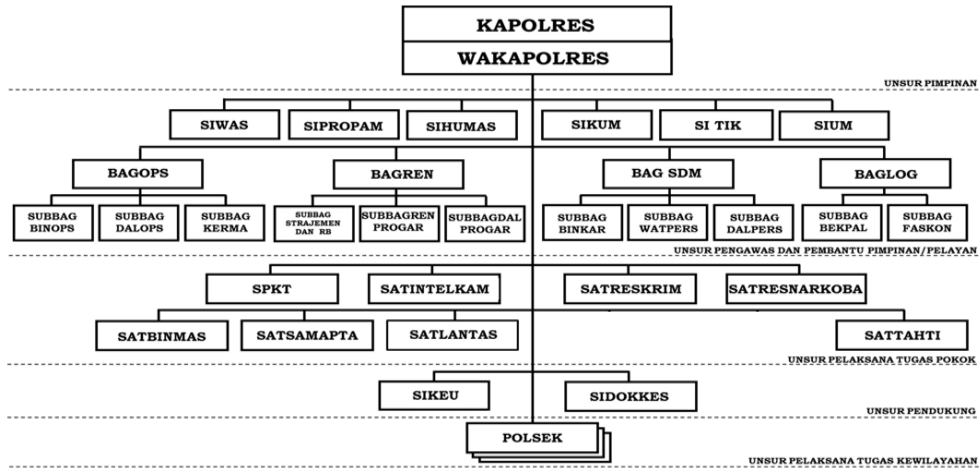 KAPOLRES
WAKAPOLRES
UNSUR PIMPINAN
SIWAS
SIPROPAM
SIHUMAS
SIKUM
SI TIK
SIUM
BAGOPS
BAGREN
BAG SDM
BAGLOG
SUBBAG
BINOPS
SUBBAG
DALOPS
SUBBAG
KERMA
SUBBAG
STRAJEMEN
DAN RB
SUBBAGREN
PROGAR
SUBBAGDAL
PROGAR
SUBBAG
BINKAR
SUBBAG
WATPERS
SUBBAG
DALPERS
SUBBAG
BEKPAL
SUBBAG
FASKON
UNSUR PENGAWAS DAN PEMBANTU PIMPINAN/PELAYAN
SPKT
SATINTELKAM
SATRESKRIM
SATRESNARKOBA
SATBINMAS
SATSAMAPTA
SATLANTAS
SATTAHTI
UNSUR PELAKSANA TUGAS POKOK
SIKEU
SIDOKKES
UNSUR PENDUKUNG
POLSEK
UNSUR PELAKSANA TUGAS KEWILAYAHAN